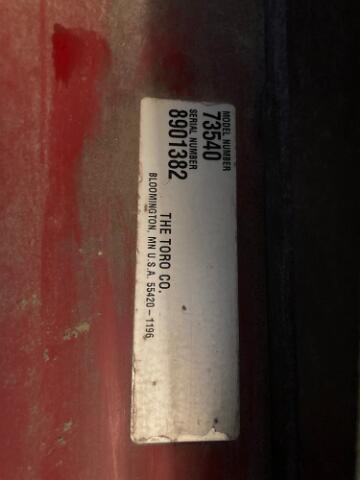 MODEL NUMBER
73540
SERIAL NUMBER
8901382
THE TORO CO.
BLOOMINGTON, MN U.S.A. 55420-1196